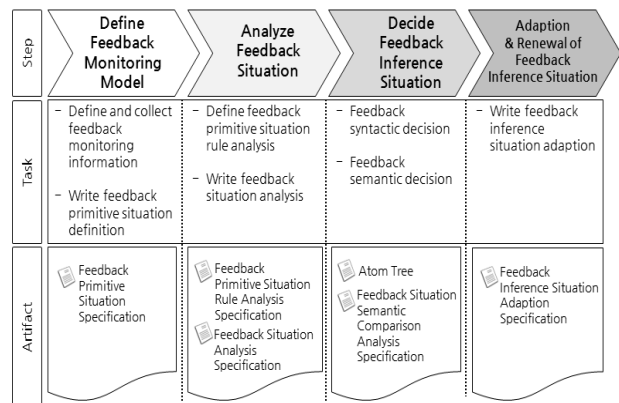 Step
Define
Feedback
Monitoring
Model
Analyze
Feedback
Situation
Decide
Feedback
Inference
Situation
Adaption
& Renewal of
Feedback
Inference Situation
Task
– Define and collect
feedback
monitoring
information
– Write feedback
primitive situation
definition
– Define feedback
primitive situation
rule analysis
– Write feedback
situation analysis
– Feedback
syntactic decision
– Feedback
semantic decision
– Write feedback
inference
situation adaption
Artifact
Feedback
Primitive
Situation
Specification
Feedback
Primitive Situation
Rule Analysis
Specification
Feedback Situation
Analysis
Specification
Atom Tree
Feedback Situation
Semantic
Comparison
Analysis
Specification
Feedback
Inference Situation
Adaption
Specification